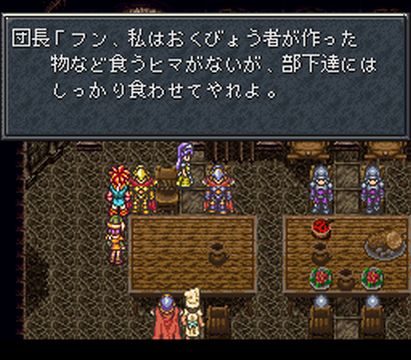 団長「フン、私はおくびょう者が作った
物など食うヒマがないが、部下達には
しっかり食わせてやれよ。